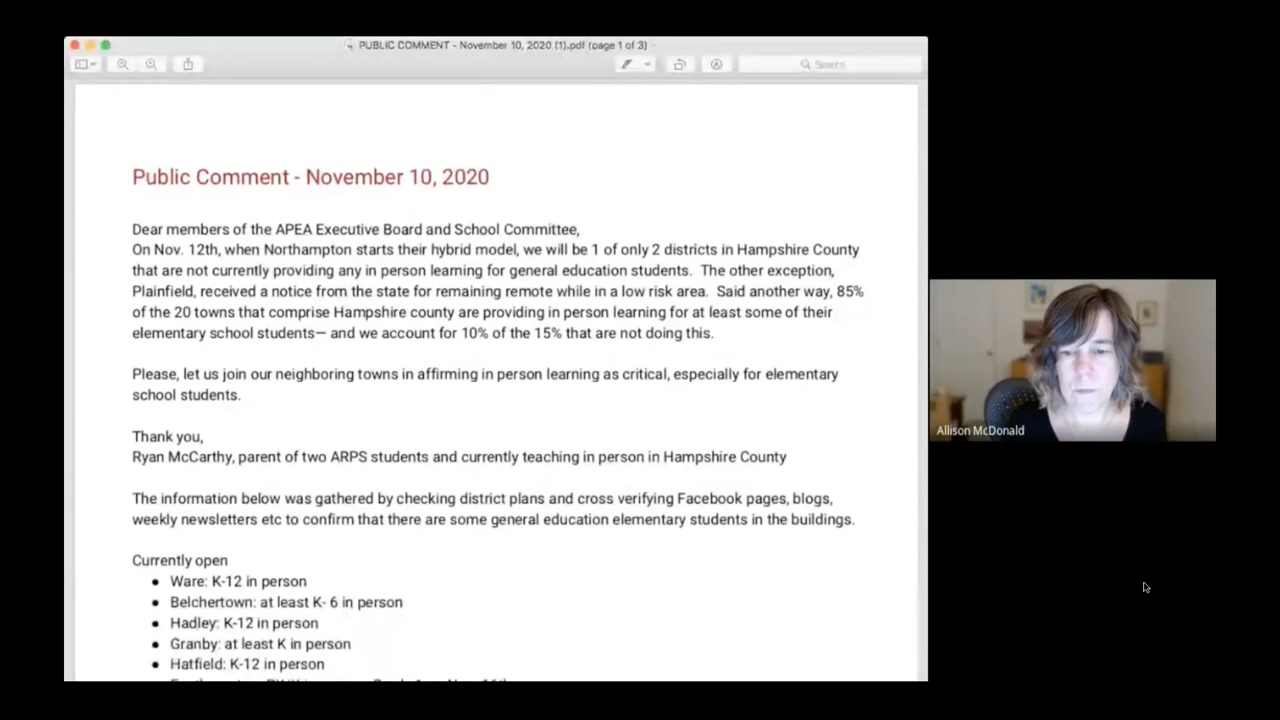 PUBLIC COMMENT - November 10, 2020 (1).pdf (page 1 of 3)
Search
Public Comment - November 10, 2020
Dear members of the APEA Executive Board and School Committee,
On Nov. 12th, when Northampton starts their hybrid model, we will be 1 of only 2 districts in Hampshire County
that are not currently providing any in person learning for general education students.  The other exception,
Plainfield, received a notice from the state for remaining remote while in a low risk area.  Said another way, 85%
of the 20 towns that comprise Hampshire county are providing in person learning for at least some of their
elementary school students— and we account for 10% of the 15% that are not doing this.
Please, let us join our neighboring towns in affirming in person learning as critical, especially for elementary
school students.
Thank you,
Ryan McCarthy, parent of two ARPS students and currently teaching in person in Hampshire County
The information below was gathered by checking district plans and cross verifying Facebook pages, blogs,
weekly newsletters etc to confirm that there are some general education elementary students in the buildings.
Currently open
● Ware: K-12 in person
● Belchertown: at least K- 6 in person
● Hadley: K-12 in person
● Granby: at least K in person
● Hatfield: K-12 in person
Allison McDonald